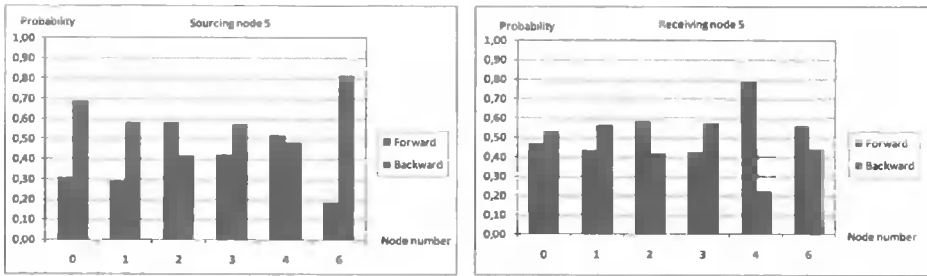 Probability
Sourcing node 5
1,00
0,90
0,80
0,70
0,60
0,50
0,40
0,30
0,20
0,10
0,00
0 1 2 3 4 6
Node number
Forward
Backward
Probability
Receiving node 5
1,00
0,90
0,80
0,70
0,60
0,50
0,40
0,30
0,20
0,10
0,00
0 1 2 3 4 6
Node number
Forward
Backward